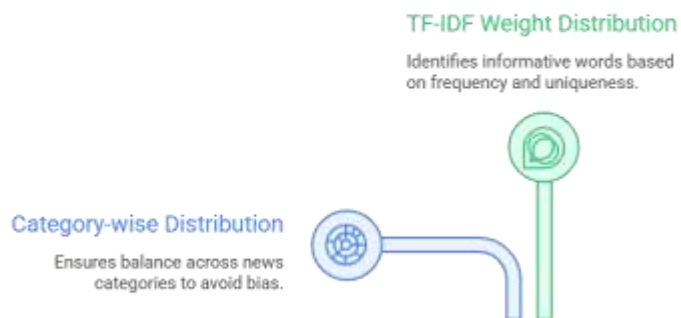 TF-IDF Weight Distribution
Identifies informative words based
on frequency and uniqueness.
Category-wise Distribution
Ensures balance across news
categories to avoid bias.